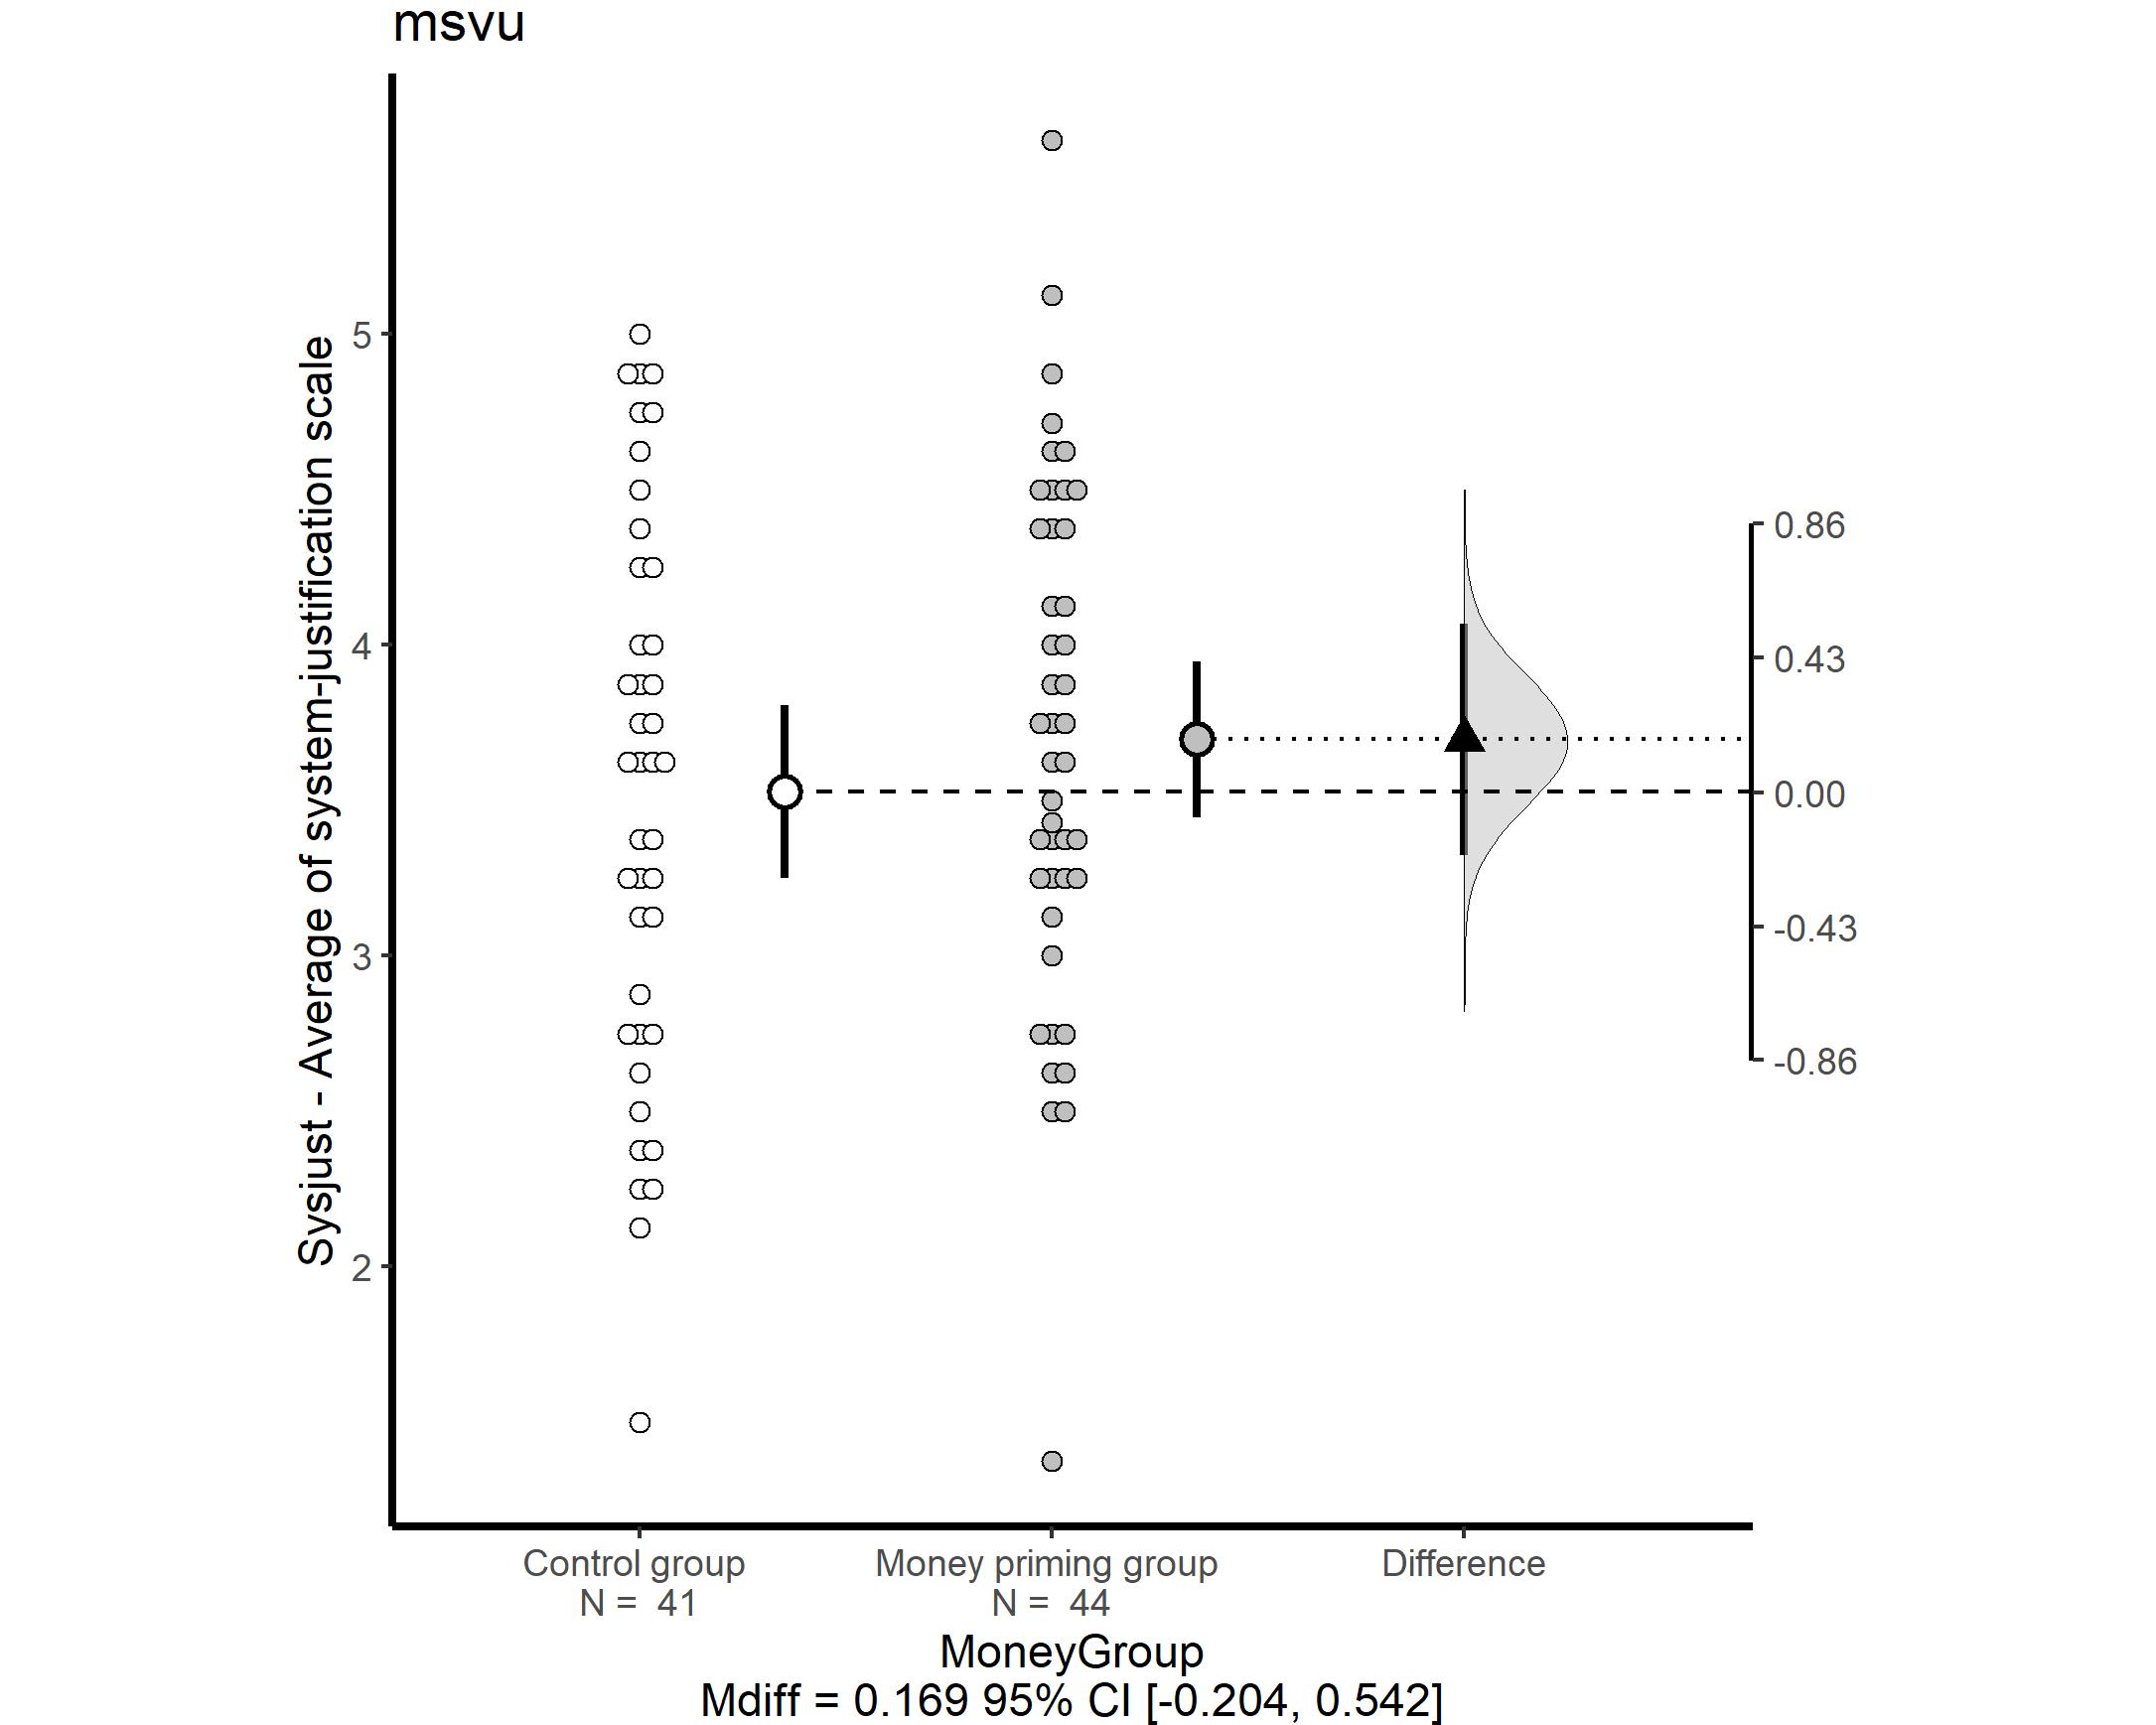 msvu
Sysjust - Average of system-justification scale
5
4
3
2
0.86
0.43
0.00
-0.43
-0.86
Control group
N =  41
Money priming group
N =  44
Difference
MoneyGroup
Mdiff = 0.169 95% CI [-0.204, 0.542]